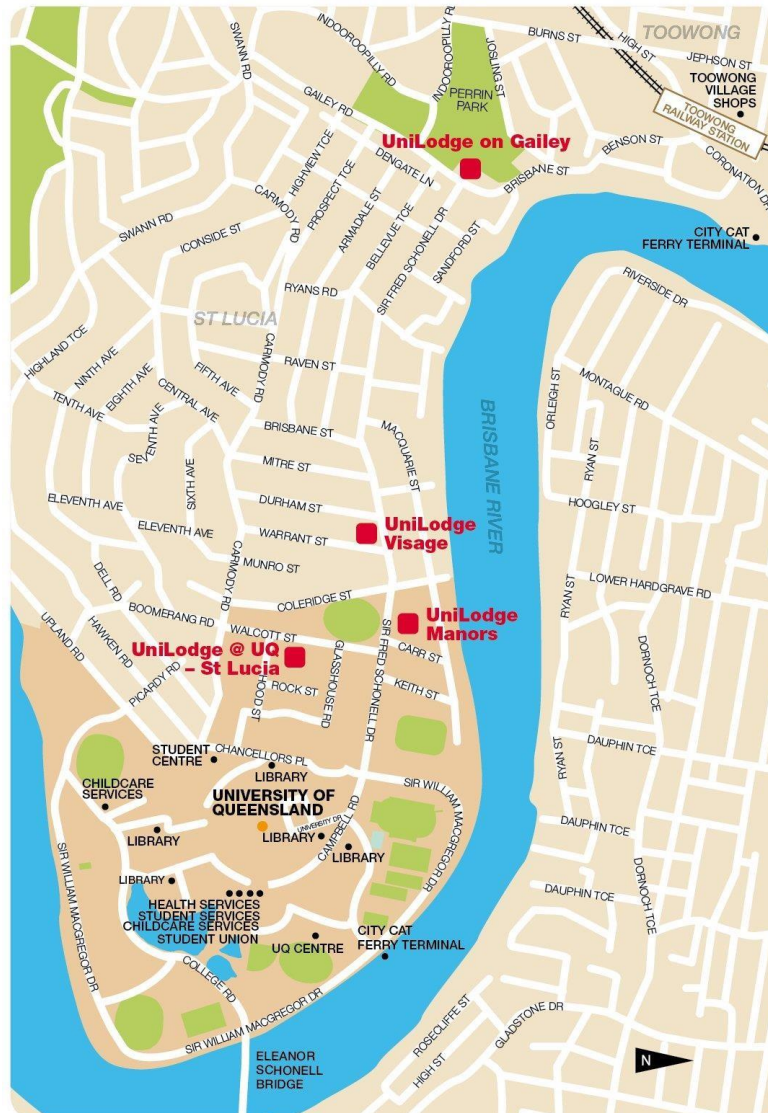 INDOOROOPILLY RD
INDOOROOPILLY RD
SWANN RD
BURNS ST
TOOWONG
HIGH ST
JEPHSON ST
JOSLING ST
TOOWONG
VILLAGE
SHOPS
GAILEY RD
PERRIN
PARK
TOOWONG
RAILWAY STATION
UniLodge on Gailey
BENSON ST
DENGATE LN
HIGHVIEW TCE
BRISBANE ST
CORONATION DR
PROSPECT TCE
CARMODY RD
ARMADALE ST
BELLEVUE TCE
SIR FRED SCHONELL DR
SANDFORD ST
SWANN RD
ICONSIDE ST
CITY CAT
FERRY TERMINAL
RIVERSIDE DR
RYANS RD
ST LUCIA
HIGHLAND TCE
CARMODY RD
RAVEN ST
NINTH AVE
EIGHTH AVE
FIFTH AVE
TENTH AVE
CENTRAL AVE
ORLEIGH ST
MONTAGUE RD
SEVENTH AVE
BRISBANE ST
MACQUARIE ST
BRISBANE RIVER
RYAN ST
SIXTH AVE
MITRE ST
ELEVENTH AVE
DURHAM ST
HOOGLEY ST
ELEVENTH AVE
WARRANT ST
UniLodge
Visage
CARMODY RD
MUNRO ST
DELL RD
RYAN ST
LOWER HARDGRAVE RD
COLERIDGE ST
BOOMERANG RD
UPLAND RD
HAWKEN RD
WALCOTT ST
SIR FRED SCHONELL DR
UniLodge
Manors
UniLodge @ UQ
– St Lucia
GLASSHOUSE RD
CARR ST
DORNOCH TCE
PICARDY RD
HOOD ST
ROCK ST
KEITH ST
STUDENT
CENTRE
CHANCELLORS PL
LIBRARY
RYAN ST
DAUPHIN TCE
CHILDCARE
SERVICES
UNIVERSITY OF
QUEENSLAND
SIR WILLIAM MACGREGOR DR
LIBRARY
UNIVERSITY DR
LIBRARY
CAMPBELL RD
LIBRARY
DAUPHIN TCE
SIR WILLIAM MACGREGOR DR
LIBRARY
DORNOCH TCE
DAUPHIN TCE
HEALTH SERVICES
STUDENT SERVICES
CHILDCARE SERVICES
STUDENT UNION
UQ CENTRE
CITY CAT
FERRY TERMINAL
COLLEGE RD
SIR WILLIAM MACGREGOR DR
ROSECLIFFE ST
GLADSTONE DR
HIGH ST
ELEANOR
SCHONELL
BRIDGE
N